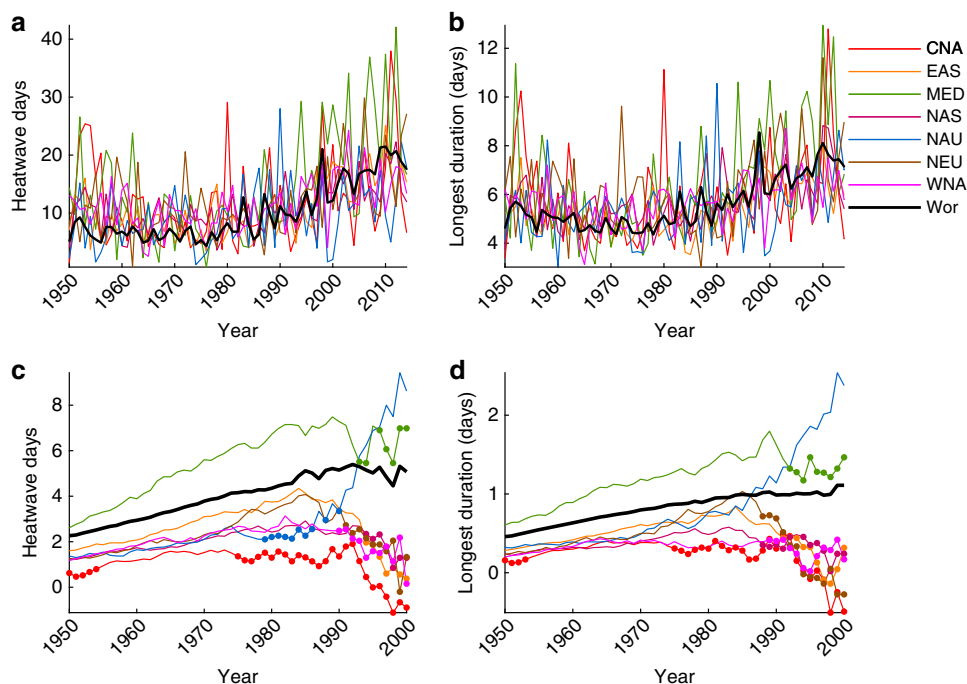 a
Heatwave days
40
30
20
10
1950
1960
1970
1980
1990
2000
2010
Year
b
Longest duration (days)
12
10
8
6
4
1950
1960
1970
1980
1990
2000
2010
Year
CNA
EAS
MED
NAS
NAU
NEU
WNA
Wor
c
Heatwave days
8
6
4
2
0
1950
1960
1970
1980
1990
2000
Year
d
Longest duration (days)
2
1
0
1950
1960
1970
1980
1990
2000
Year